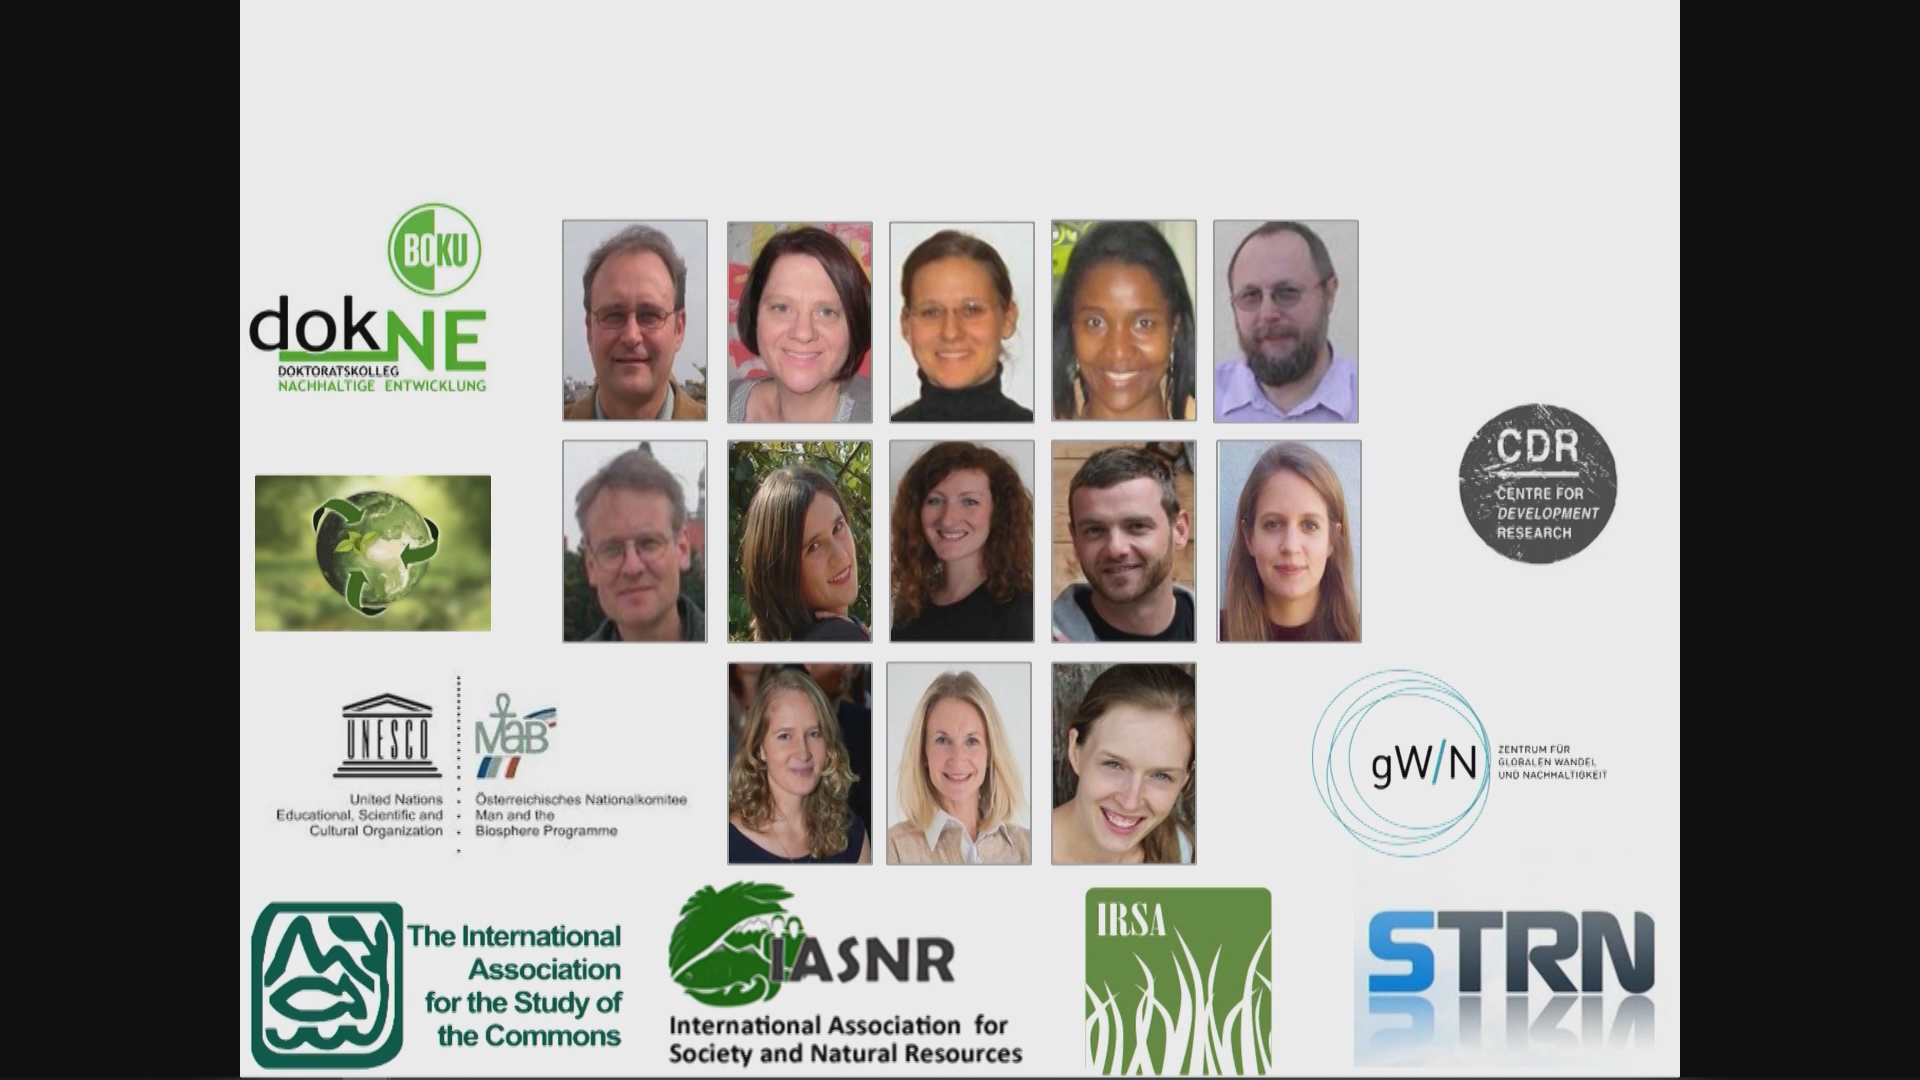 BOKU
dokNE
DOKTORATSKOLLEG
NACHHALTIGE ENTWICKLUNG
CDR
CENTRE FOR
DEVELOPMENT
RESEARCH
UNESCO
United Nations
Educational, Scientific and
Cultural Organization
MaB
Österreichisches Nationalkomitee
Man and the
Biosphere Programme
gW/N
ZENTRUM FÜR
GLOBALEN WANDEL
UND NACHHALTIGKEIT
The International
Association
for the Study of
the Commons
IASNR
International Association for
Society and Natural Resources
IRSA
STRN